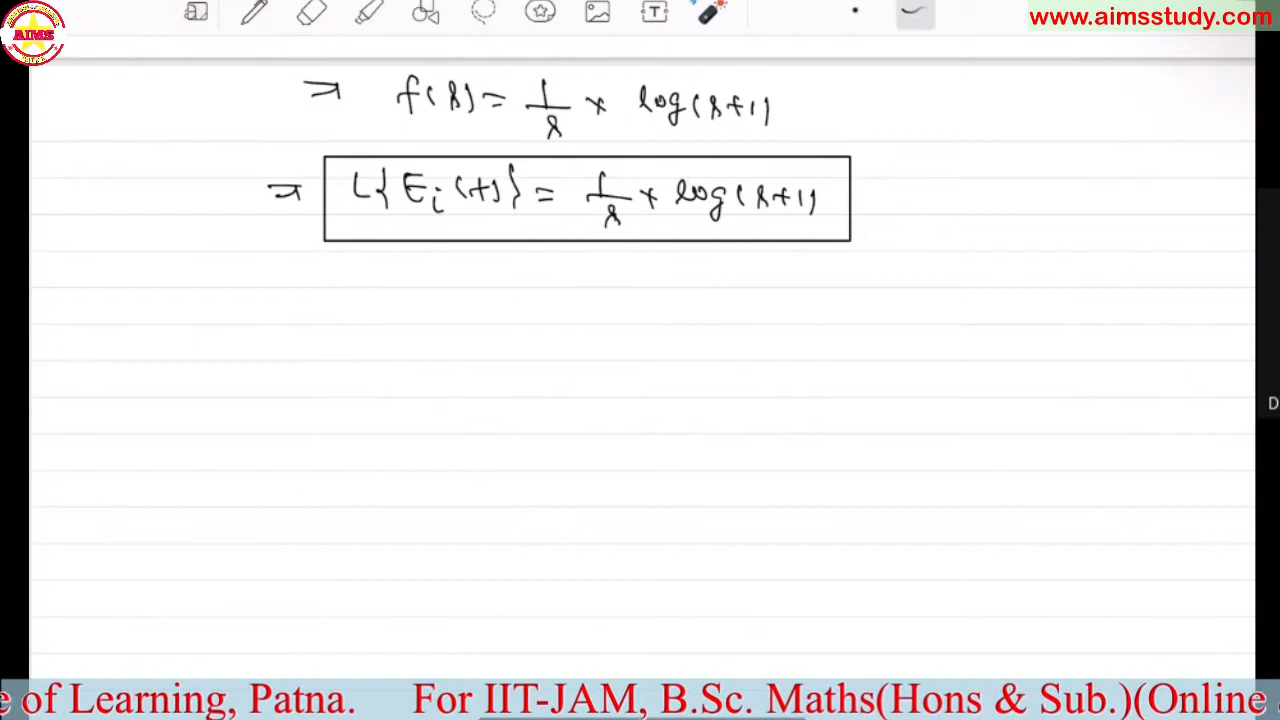 AIMS
www.aimsstudy.com
T
⇒ f(s) = 1/s × log(s+1)
⇒ L{Ei(t)} = 1/s × log(s+1)
D
e of Learning, Patna. For IIT-JAM, B.Sc. Maths(Hons & Sub.)(Online